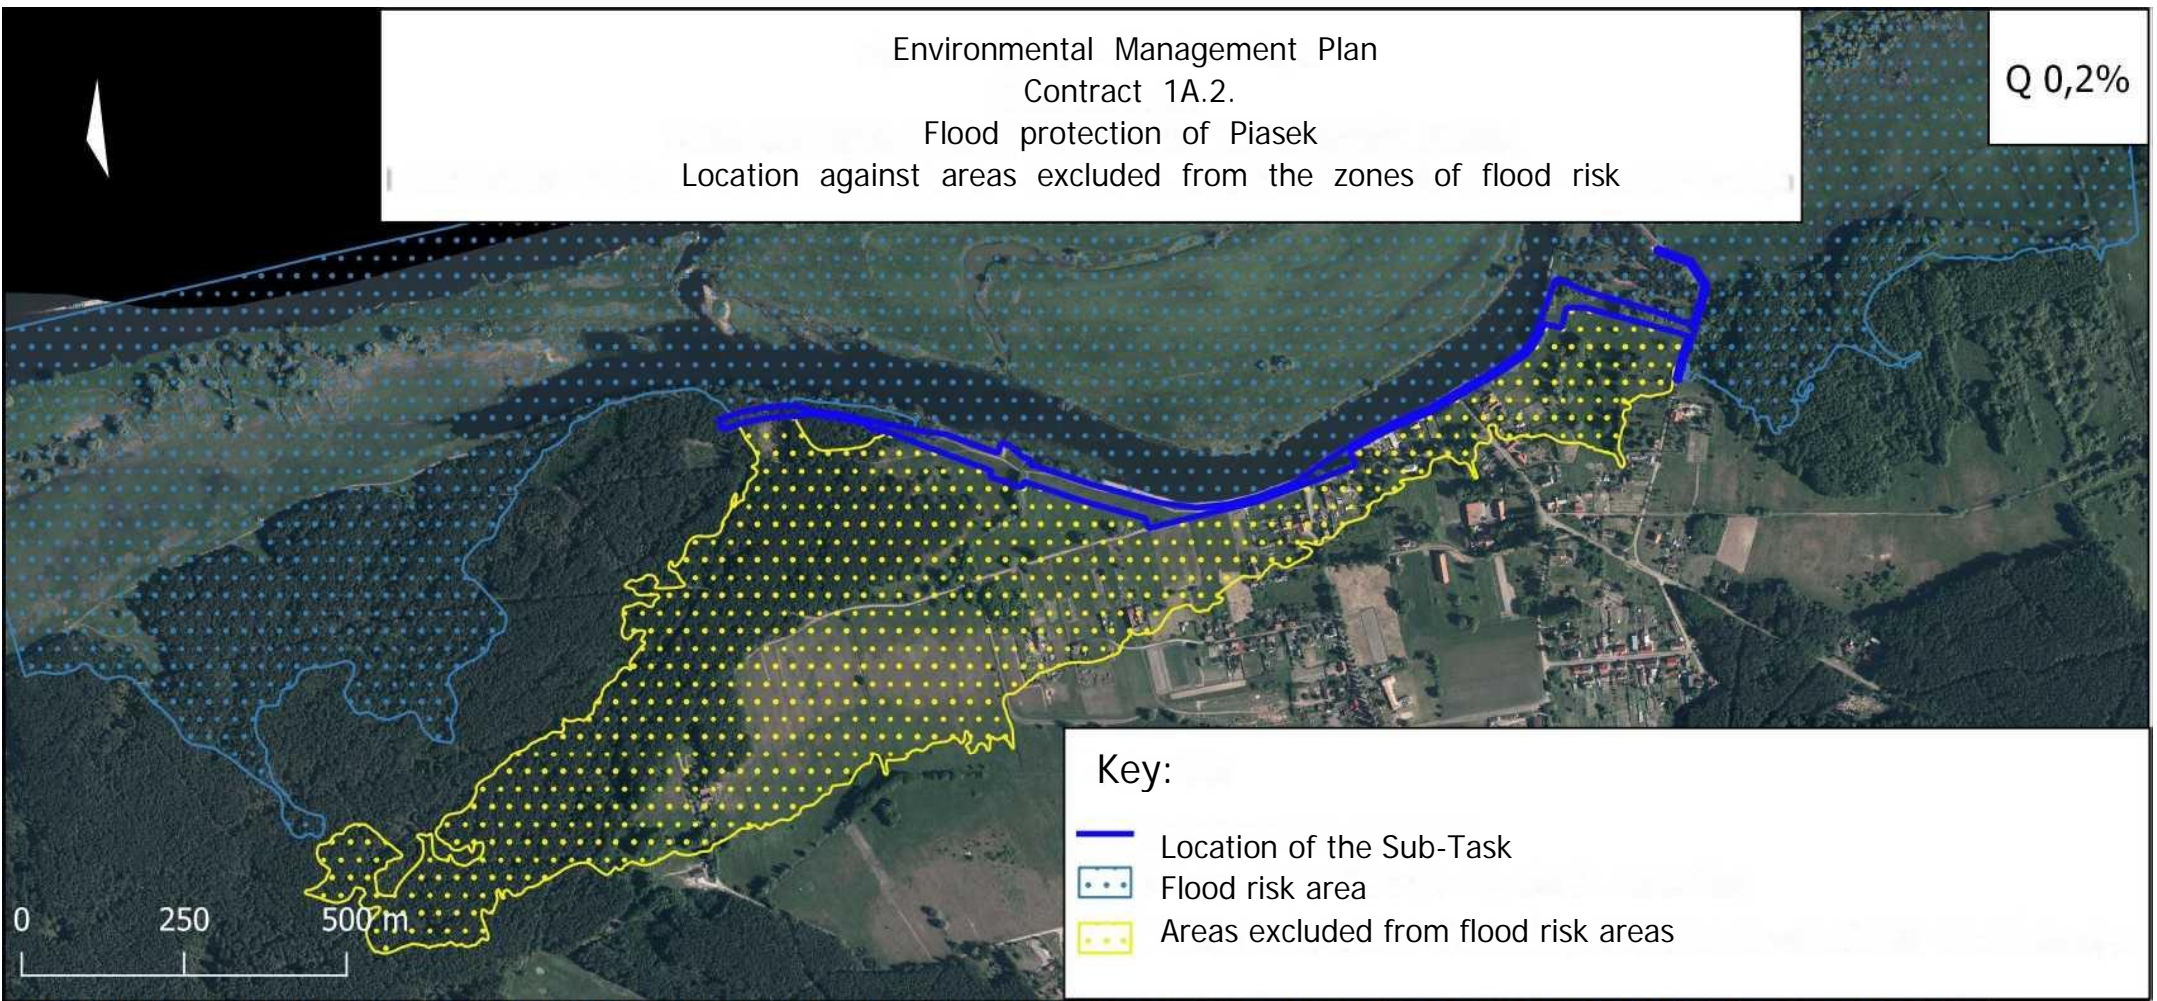 Environmental Management Plan
Contract 1A.2.
Flood protection of Piasek
Location against areas excluded from the zones of flood risk
Q 0,2%
Key:
Location of the Sub-Task
Flood risk area
Areas excluded from flood risk areas
0 250 500 m